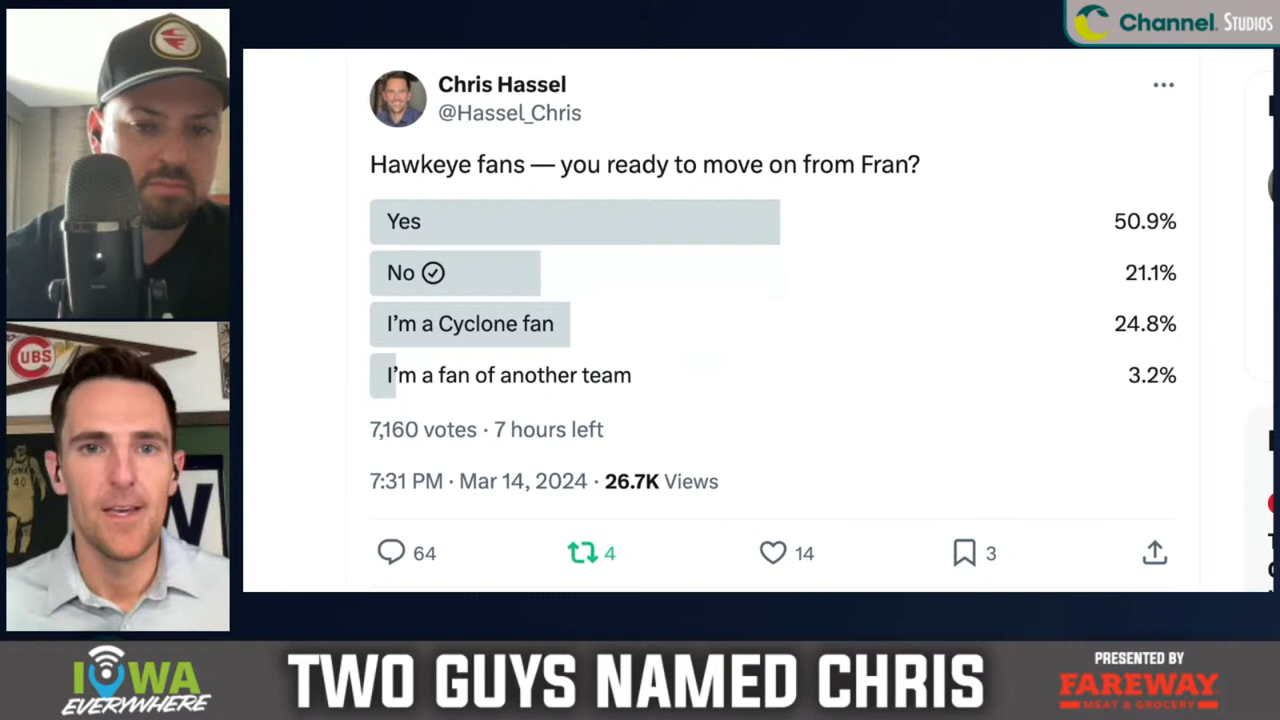 Channel. STUDIOS
Chris Hassel
@Hassel_Chris
Hawkeye fans — you ready to move on from Fran?
Yes 50.9%
No 21.1%
I'm a Cyclone fan 24.8%
I'm a fan of another team 3.2%
7,160 votes · 7 hours left
7:31 PM · Mar 14, 2024 · 26.7K Views
64 4 14 3
CUBS
40
IOWA
EVERYWHERE
TWO GUYS NAMED CHRIS
PRESENTED BY
FAREWAY
MEAT & GROCERY